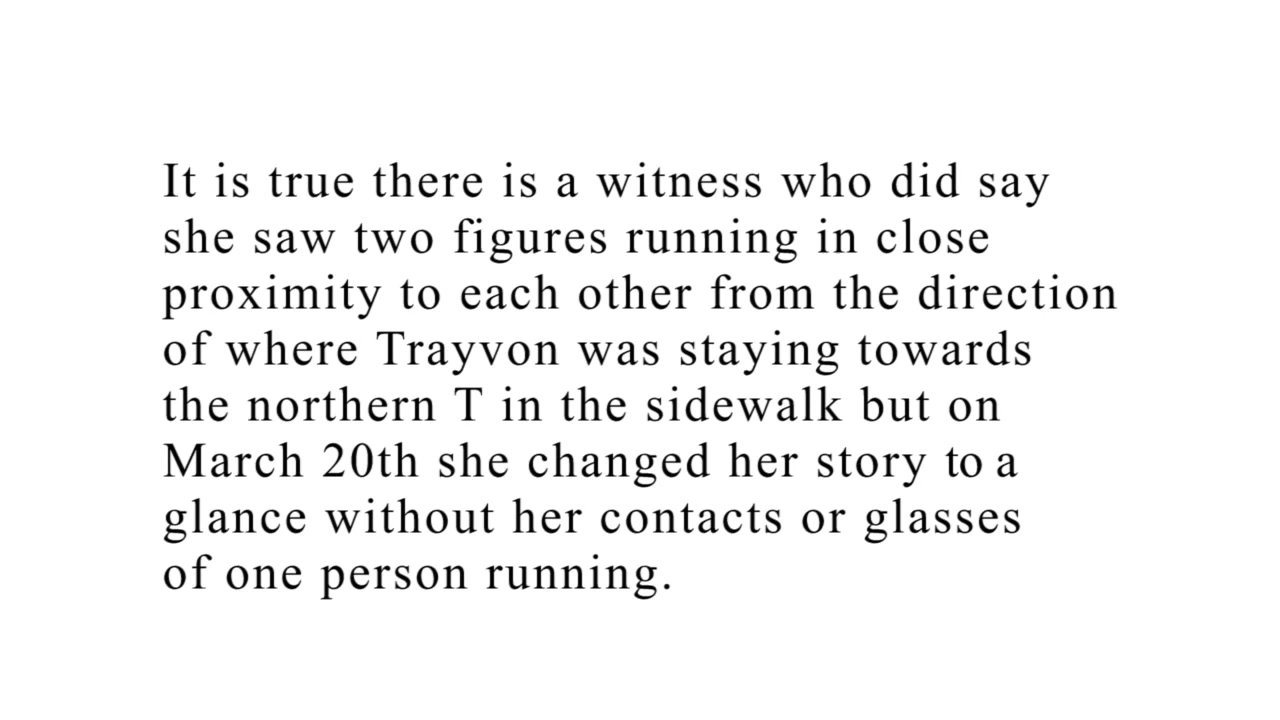 It is true there is a witness who did say
she saw two figures running in close
proximity to each other from the direction
of where Trayvon was staying towards
the northern T in the sidewalk but on
March 20th she changed her story to a
glance without her contacts or glasses
of one person running.